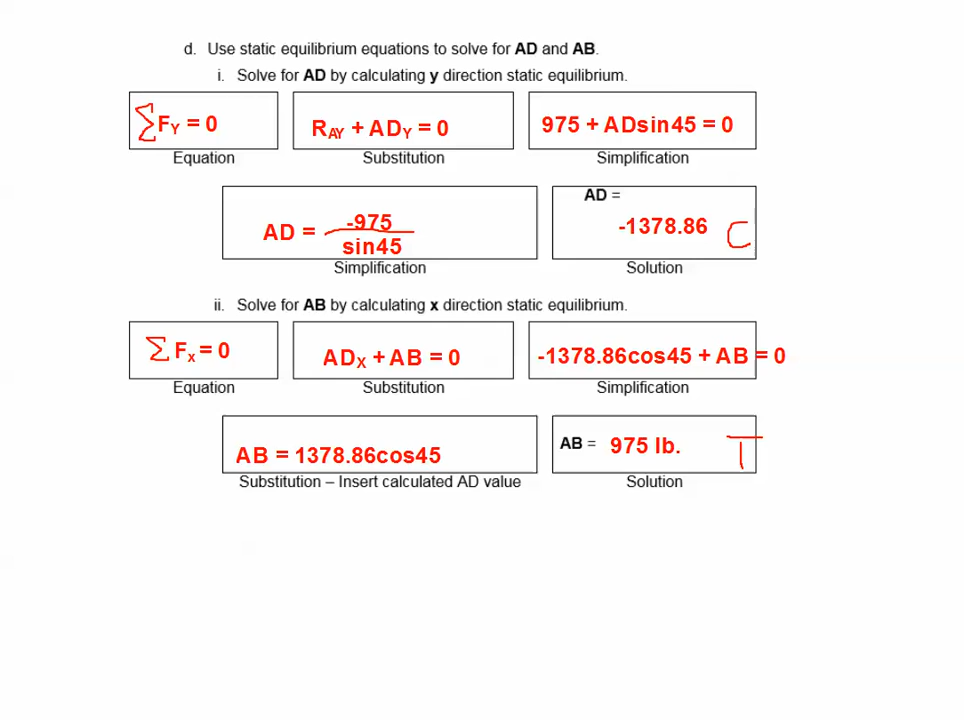 d. Use static equilibrium equations to solve for AD and AB.
i. Solve for AD by calculating y direction static equilibrium.
∑FY = 0
RAY + ADY = 0
975 + ADsin45 = 0
Equation
Substitution
Simplification
AD = -975
sin45
AD =
-1378.86 C
Simplification
Solution
ii. Solve for AB by calculating x direction static equilibrium.
∑ Fx = 0
ADX + AB = 0
-1378.86cos45 + AB = 0
Equation
Substitution
Simplification
AB = 1378.86cos45
AB = 975 lb. T
Substitution – Insert calculated AD value
Solution